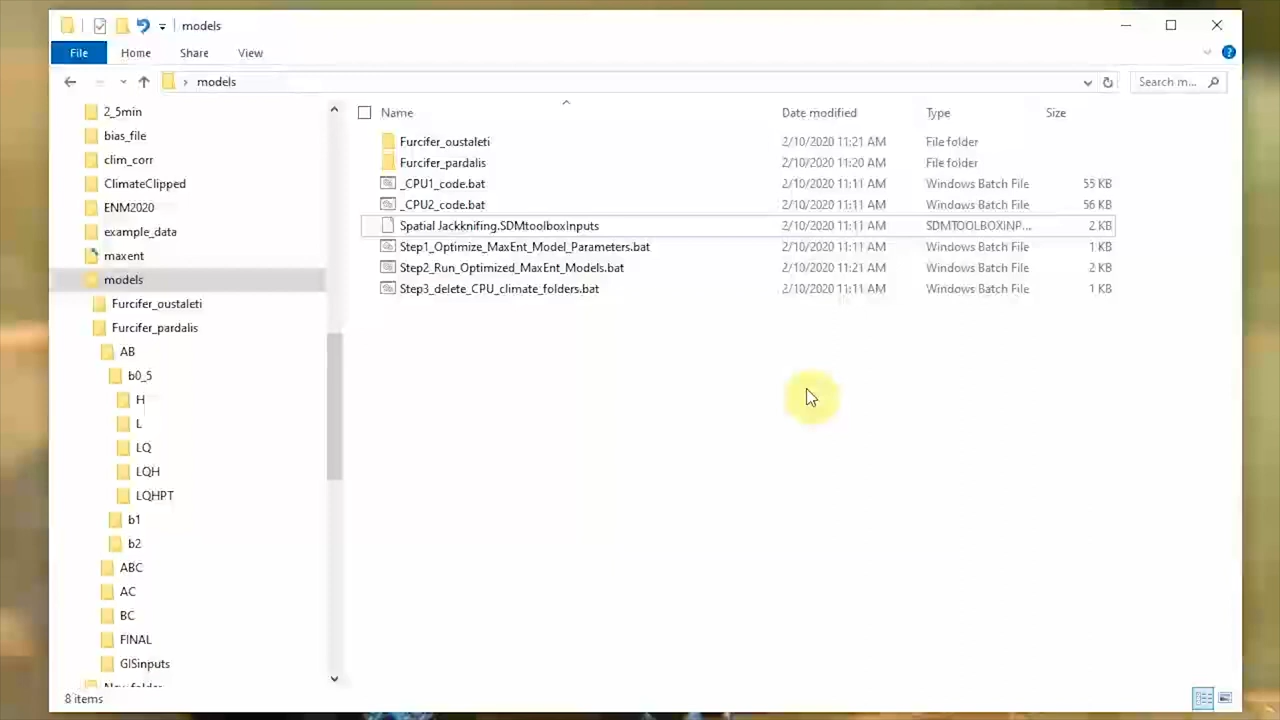 models
File Home Share View
models
Search m...
2_5min
bias_file
clim_corr
ClimateClipped
ENM2020
example_data
maxent
models
Furcifer_oustaleti
Furcifer_pardalis
AB
b0_5
H
L
LQ
LQH
LQHPT
b1
b2
ABC
AC
BC
FINAL
GISinputs
Name Date modified Type Size
Furcifer_oustaleti 2/10/2020 11:21 AM File folder
Furcifer_pardalis 2/10/2020 11:20 AM File folder
_CPU1_code.bat 2/10/2020 11:11 AM Windows Batch File 55 KB
_CPU2_code.bat 2/10/2020 11:11 AM Windows Batch File 56 KB
Spatial Jackknifing.SDMtoolboxInputs 2/10/2020 11:11 AM SDMTOOLBOXINP... 2 KB
Step1_Optimize_MaxEnt_Model_Parameters.bat 2/10/2020 11:11 AM Windows Batch File 1 KB
Step2_Run_Optimized_MaxEnt_Models.bat 2/10/2020 11:21 AM Windows Batch File 2 KB
Step3_delete_CPU_climate_folders.bat 2/10/2020 11:11 AM Windows Batch File 1 KB
8 items